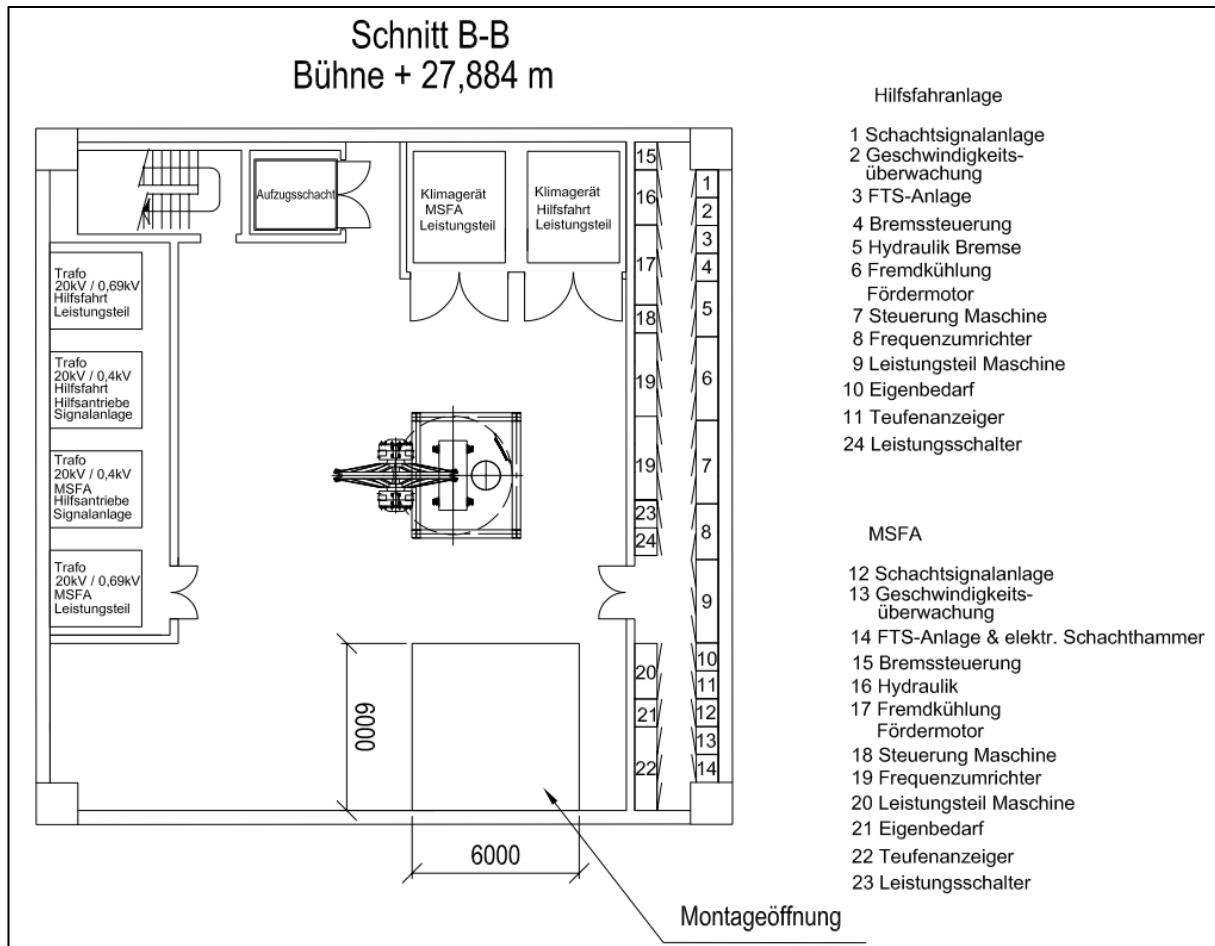 Schnitt B-B
Bühne + 27,884 m
Aufzugsschacht
Klimagerät
MSFA
Leistungsteil
Klimagerät
Hilfsfahrt
Leistungsteil
Trafo
20kV / 0,69kV
Hilfsfahrt
Leistungsteil
Trafo
20kV / 0,4kV
Hilfsfahrt
Hilfsantriebe
Signalanlage
Trafo
20kV / 0,4kV
MSFA
Hilfsantriebe
Signalanlage
Trafo
20kV / 0,69kV
MSFA
Leistungsteil
15
16
17
18
19
19
23
24
20
21
22
1
2
3
4
5
6
7
8
9
10
11
12
13
14
6000
6000
Montageöffnung
Hilfsfahranlage
1 Schachtsignalanlage
2 Geschwindigkeits-
überwachung
3 FTS-Anlage
4 Bremssteuerung
5 Hydraulik Bremse
6 Fremdkühlung
Fördermotor
7 Steuerung Maschine
8 Frequenzumrichter
9 Leistungsteil Maschine
10 Eigenbedarf
11 Teufenanzeiger
24 Leistungsschalter
MSFA
12 Schachtsignalanlage
13 Geschwindigkeits-
überwachung
14 FTS-Anlage & elektr. Schachthammer
15 Bremssteuerung
16 Hydraulik
17 Fremdkühlung
Fördermotor
18 Steuerung Maschine
19 Frequenzumrichter
20 Leistungsteil Maschine
21 Eigenbedarf
22 Teufenanzeiger
23 Leistungsschalter